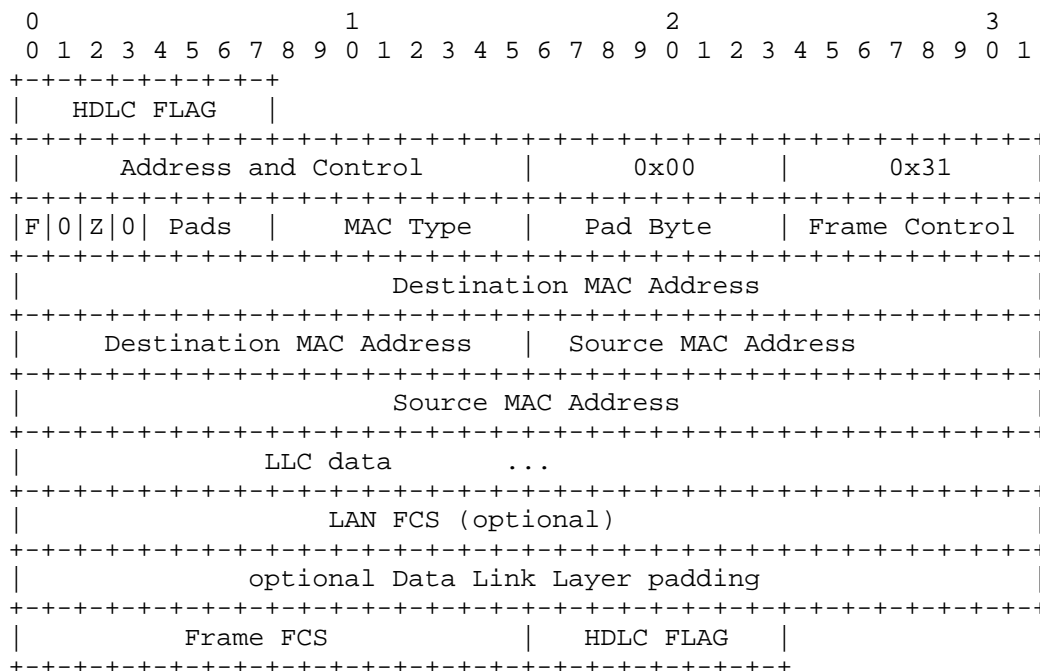 0                   1                   2                   3
 0 1 2 3 4 5 6 7 8 9 0 1 2 3 4 5 6 7 8 9 0 1 2 3 4 5 6 7 8 9 0 1
+-+-+-+-+-+-+-+-+
|   HDLC FLAG   |
+-+-+-+-+-+-+-+-+-+-+-+-+-+-+-+-+-+-+-+-+-+-+-+-+-+-+-+-+-+-+-+-+
|      Address and Control      |      0x00     |      0x31     |
+-+-+-+-+-+-+-+-+-+-+-+-+-+-+-+-+-+-+-+-+-+-+-+-+-+-+-+-+-+-+-+-+
|F|0|Z|0| Pads  |    MAC Type   |   Pad Byte    | Frame Control |
+-+-+-+-+-+-+-+-+-+-+-+-+-+-+-+-+-+-+-+-+-+-+-+-+-+-+-+-+-+-+-+-+
|                       Destination MAC Address                 |
+-+-+-+-+-+-+-+-+-+-+-+-+-+-+-+-+-+-+-+-+-+-+-+-+-+-+-+-+-+-+-+-+
|     Destination MAC Address   |  Source MAC Address           |
+-+-+-+-+-+-+-+-+-+-+-+-+-+-+-+-+-+-+-+-+-+-+-+-+-+-+-+-+-+-+-+-+
|                       Source MAC Address                      |
+-+-+-+-+-+-+-+-+-+-+-+-+-+-+-+-+-+-+-+-+-+-+-+-+-+-+-+-+-+-+-+-+
|               LLC data       ...
+-+-+-+-+-+-+-+-+-+-+-+-+-+-+-+-+-+-+-+-+-+-+-+-+-+-+-+-+-+-+-+-+
|                   LAN FCS (optional)                          |
+-+-+-+-+-+-+-+-+-+-+-+-+-+-+-+-+-+-+-+-+-+-+-+-+-+-+-+-+-+-+-+-+
|              optional Data Link Layer padding                 |
+-+-+-+-+-+-+-+-+-+-+-+-+-+-+-+-+-+-+-+-+-+-+-+-+-+-+-+-+-+-+-+-+
|          Frame FCS            |   HDLC FLAG   |
+-+-+-+-+-+-+-+-+-+-+-+-+-+-+-+-+-+-+-+-+-+-+-+-+